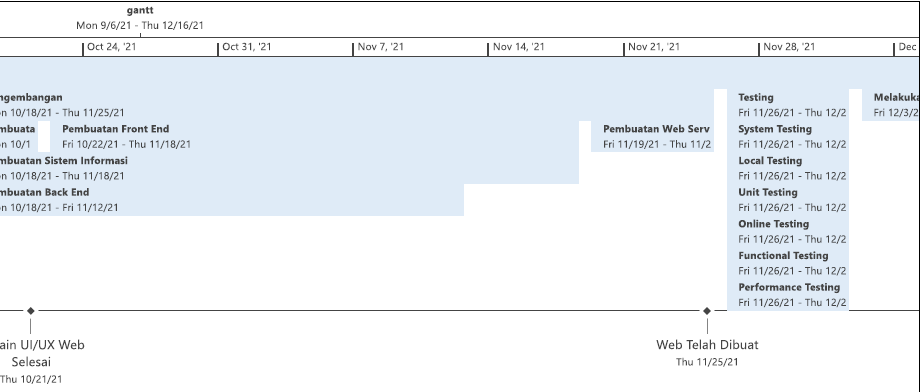 gantt
Mon 9/6/21 - Thu 12/16/21
Oct 24, '21
Oct 31, '21
Nov 7, '21
Nov 14, '21
Nov 21, '21
Nov 28, '21
Dec
ngembangan
on 10/18/21 - Thu 11/25/21
mbuata
on 10/1
Pembuatan Front End
Fri 10/22/21 - Thu 11/18/21
mbuatan Sistem Informasi
on 10/18/21 - Thu 11/18/21
mbuatan Back End
on 10/18/21 - Fri 11/12/21
Pembuatan Web Serv
Fri 11/19/21 - Thu 11/2
Testing
Fri 11/26/21 - Thu 12/2
System Testing
Fri 11/26/21 - Thu 12/2
Local Testing
Fri 11/26/21 - Thu 12/2
Unit Testing
Fri 11/26/21 - Thu 12/2
Online Testing
Fri 11/26/21 - Thu 12/2
Functional Testing
Fri 11/26/21 - Thu 12/2
Performance Testing
Fri 11/26/21 - Thu 12/2
Melakuka
Fri 12/3/2
ain UI/UX Web
Selesai
Thu 10/21/21
Web Telah Dibuat
Thu 11/25/21